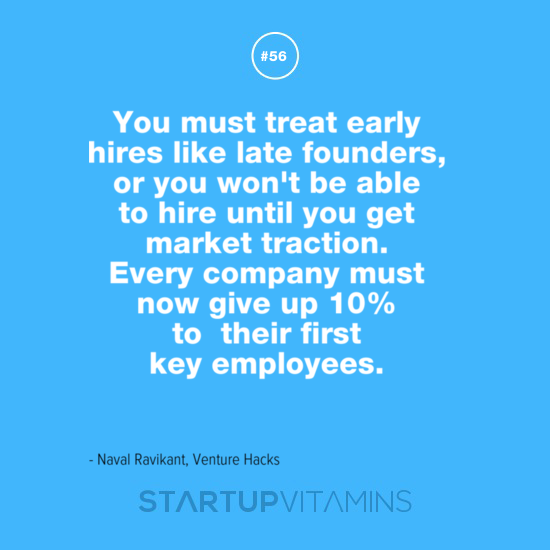 #56
You must treat early
hires like late founders,
or you won't be able
to hire until you get
market traction.
Every company must
now give up 10%
to  their first
key employees.
- Naval Ravikant, Venture Hacks
STARTUPVITAMINS